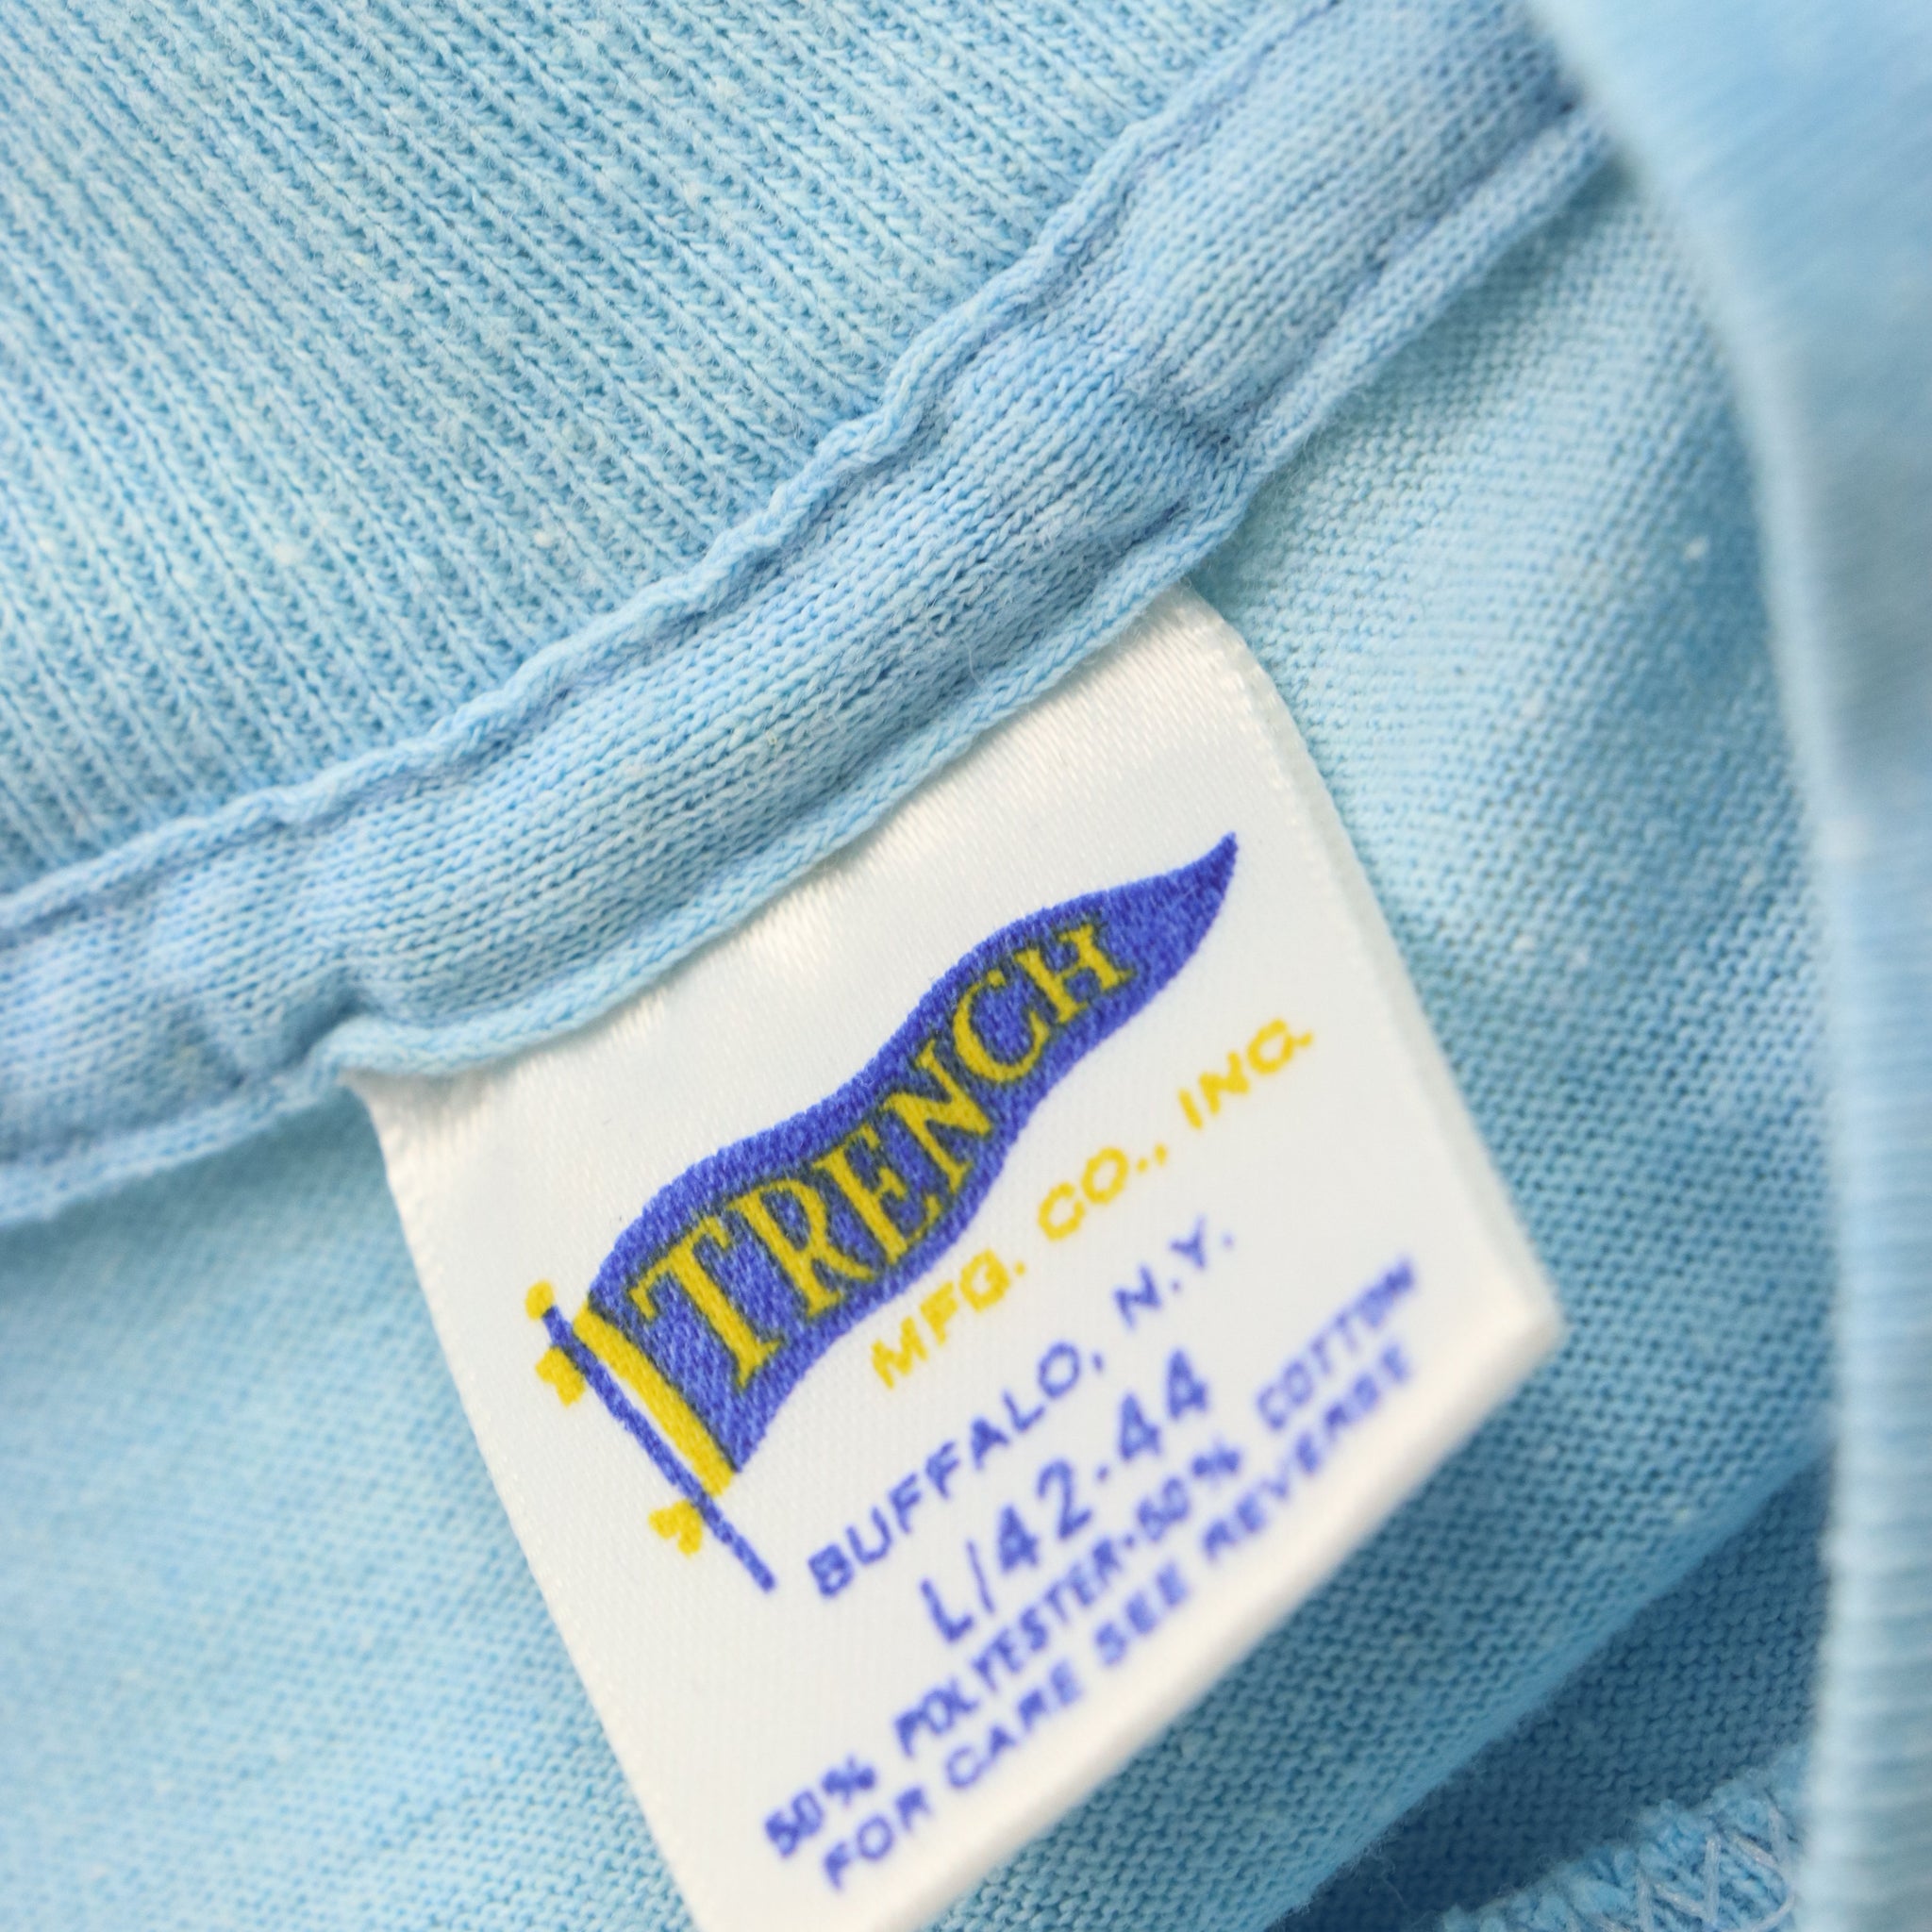 TRENCH
MFG. CO., INC.
BUFFALO, N.Y.
L/42-44
50% POLYESTER-50% COTTON
FOR CARE SEE REVERSE